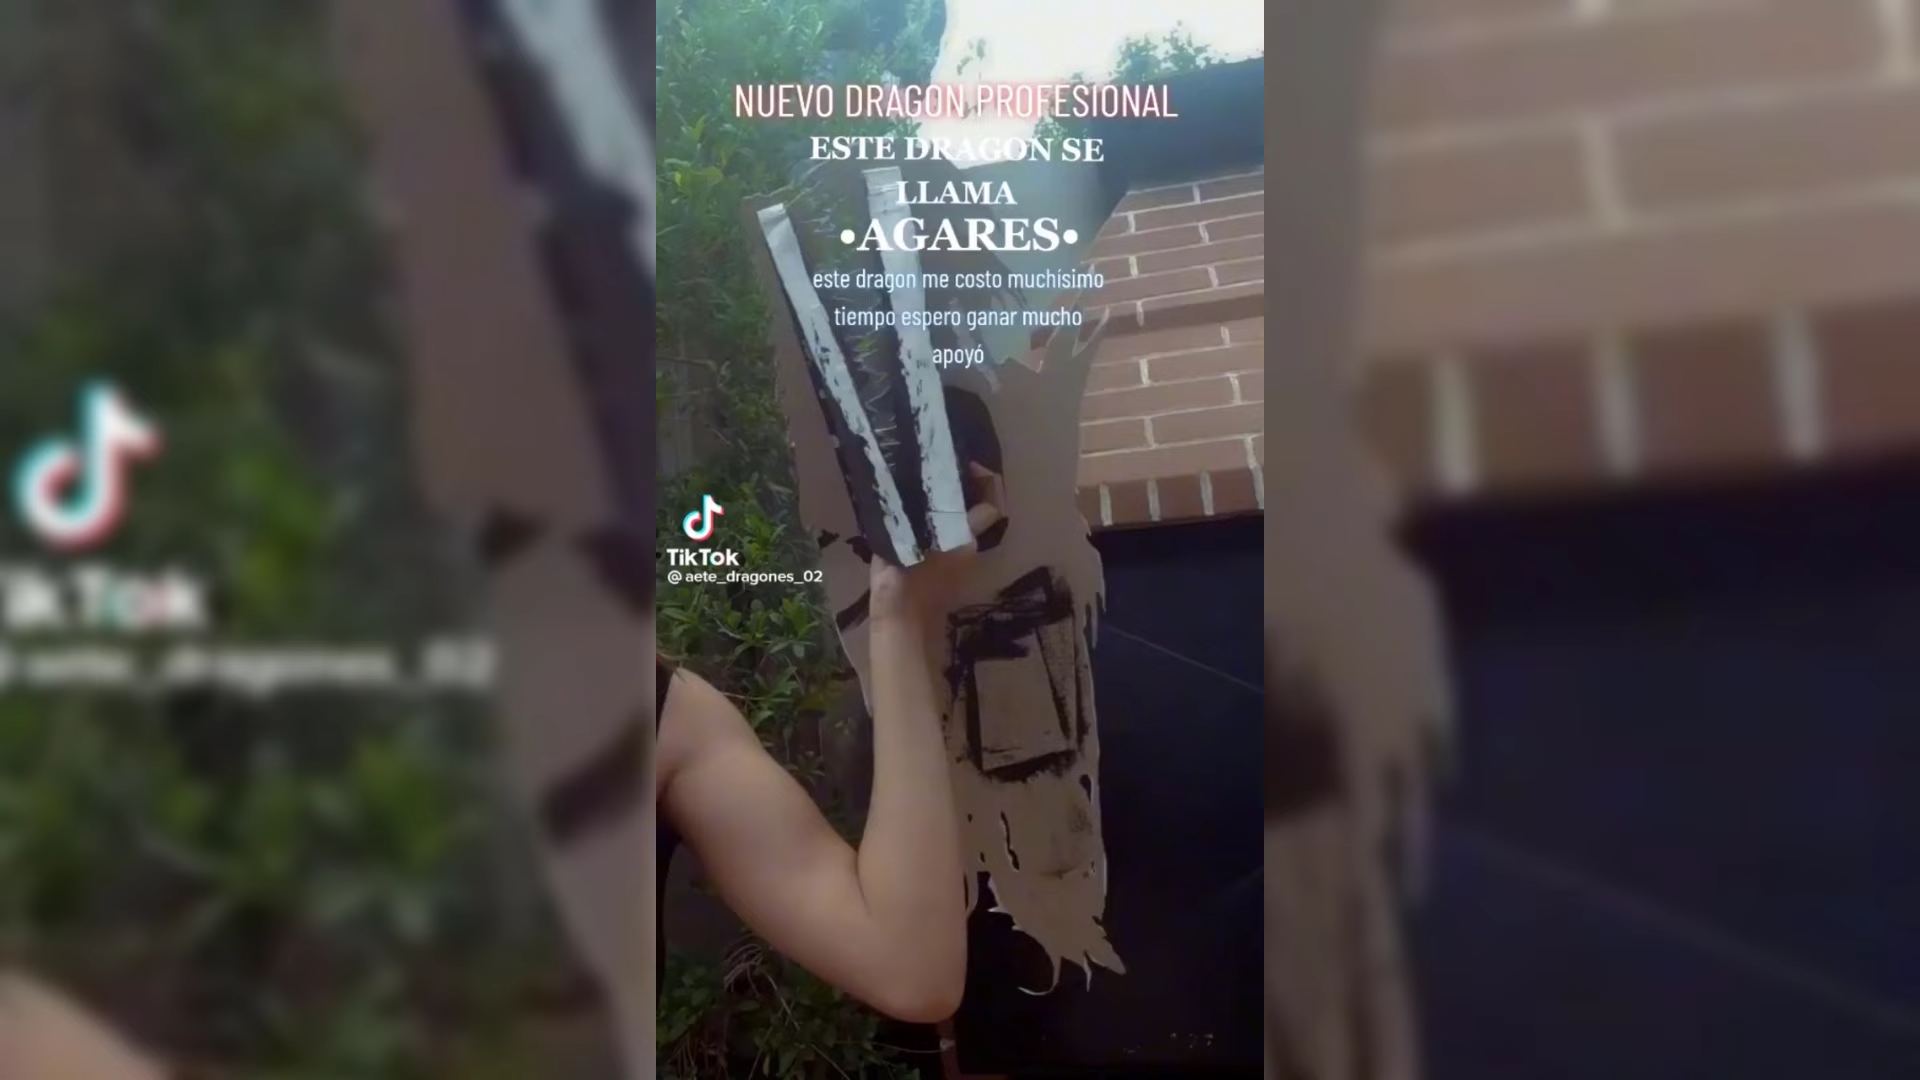 NUEVO DRAGON PROFESIONAL
ESTE DRAGON SE
LLAMA
•AGARES•
este dragon me costo muchísimo
tiempo espero ganar mucho
apoyó
TikTok
@aete_dragones_02